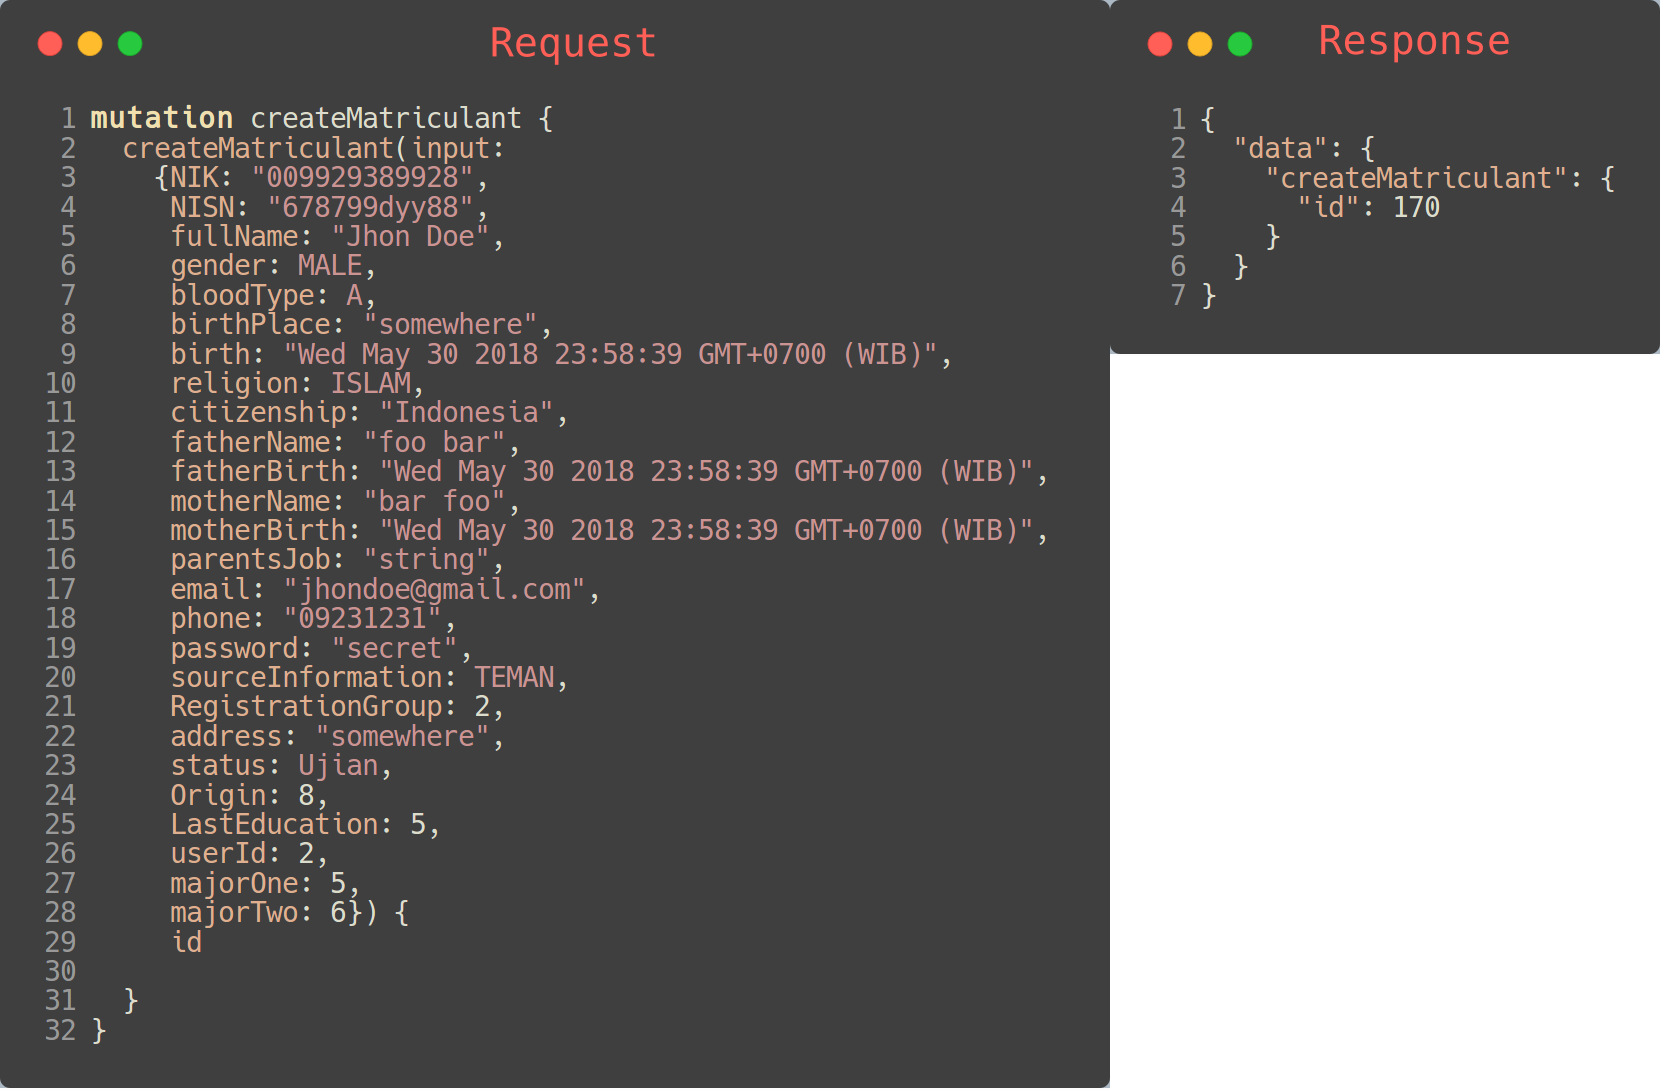 Request
1 mutation createMatriculant {
2   createMatriculant(input:
3     {NIK: "009929389928",
4      NISN: "678799dyy88",
5      fullName: "Jhon Doe",
6      gender: MALE,
7      bloodType: A,
8      birthPlace: "somewhere",
9      birth: "Wed May 30 2018 23:58:39 GMT+0700 (WIB)",
10      religion: ISLAM,
11      citizenship: "Indonesia",
12      fatherName: "foo bar",
13      fatherBirth: "Wed May 30 2018 23:58:39 GMT+0700 (WIB)",
14      motherName: "bar foo",
15      motherBirth: "Wed May 30 2018 23:58:39 GMT+0700 (WIB)",
16      parentsJob: "string",
17      email: "jhondoe@gmail.com",
18      phone: "09231231",
19      password: "secret",
20      sourceInformation: TEMAN,
21      RegistrationGroup: 2,
22      address: "somewhere",
23      status: Ujian,
24      Origin: 8,
25      LastEducation: 5,
26      userId: 2,
27      majorOne: 5,
28      majorTwo: 6}) {
29      id
30
31   }
32 }
Response
1 {
2   "data": {
3     "createMatriculant": {
4       "id": 170
5     }
6   }
7 }